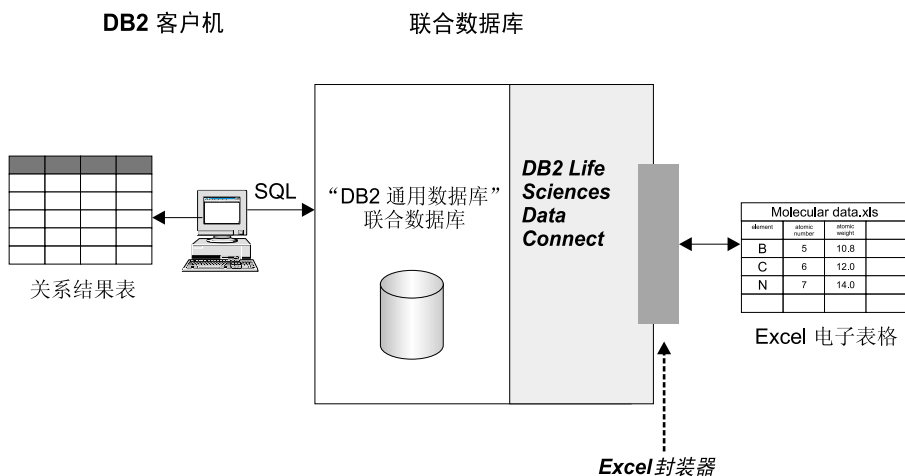 DB2 客户机
联合数据库
SQL
“DB2 通用数据库”
联合数据库
DB2 Life
Sciences
Data
Connect
关系结果表
Molecular data.xls
element atomic number atomic weight
B 5 10.8
C 6 12.0
N 7 14.0
Excel 电子表格
Excel封装器